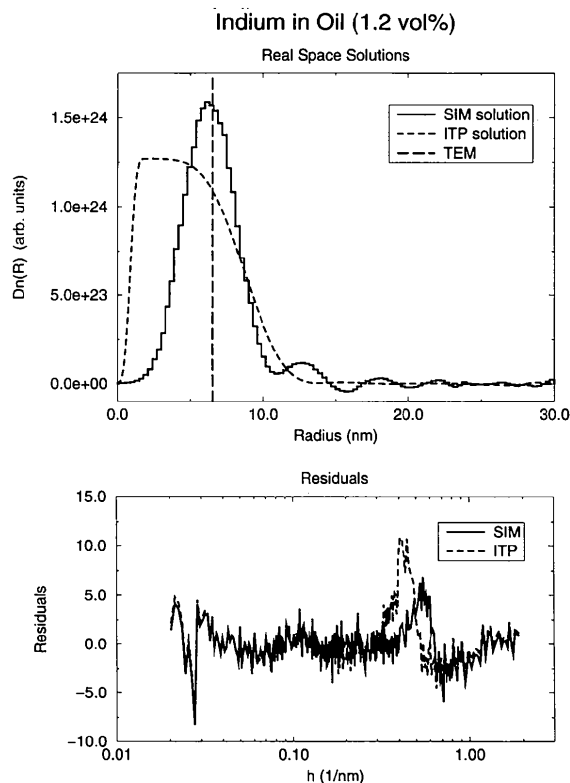 Indium in Oil (1.2 vol%)
Real Space Solutions
1.5e+24
1.0e+24
5.0e+23
0.0e+00
Dn(R) (arb. units)
SIM solution
ITP solution
TEM
0.0
10.0
20.0
30.0
Radius (nm)
Residuals
15.0
10.0
5.0
0.0
−5.0
−10.0
Residuals
SIM
ITP
0.01
0.10
1.00
h (1/nm)